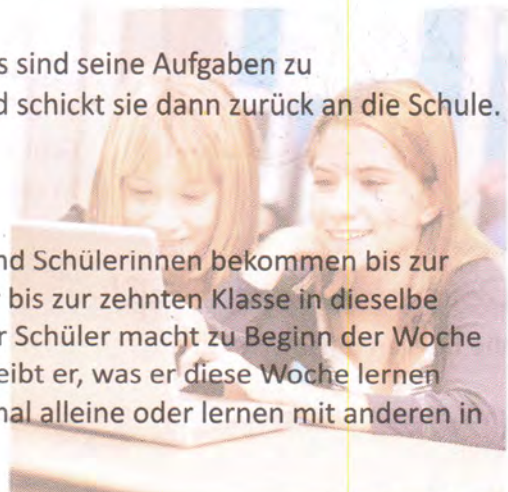 s sind seine Aufgaben zu
d schickt sie dann zurück an die Schule.
nd Schülerinnen bekommen bis zur
bis zur zehnten Klasse in dieselbe
r Schüler macht zu Beginn der Woche
eibt er, was er diese Woche lernen
nal alleine oder lernen mit anderen in